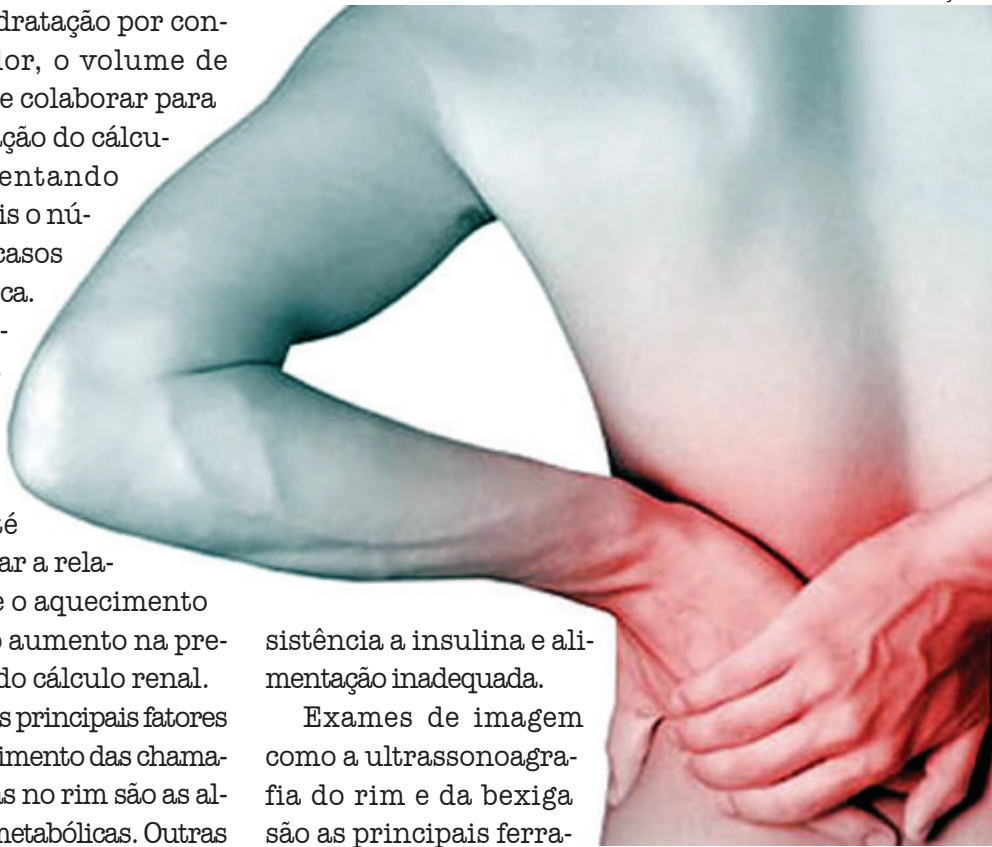 dratação por con-
lor, o volume de
e colaborar para
ção do cálcu-
entando
is o nú-
casos
ca.
-
té
ar a rela-
e o aquecimento
o aumento na pre-
do cálculo renal.
s principais fatores
imento das chama-
as no rim são as al-
metabólicas. Outras
sistência a insulina e ali-
mentação inadequada.
Exames de imagem
como a ultrassonoagra-
fia do rim e da bexiga
são as principais ferra-